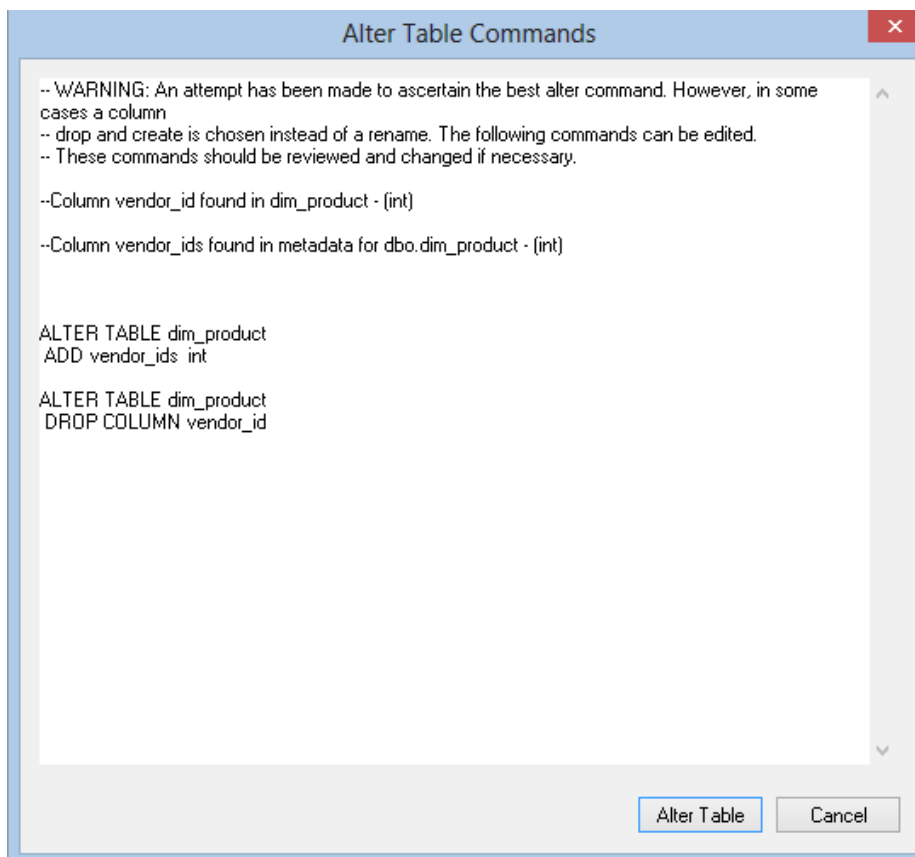 Alter Table Commands
-- WARNING: An attempt has been made to ascertain the best alter command. However, in some
cases a column
-- drop and create is chosen instead of a rename. The following commands can be edited.
-- These commands should be reviewed and changed if necessary.
--Column vendor_id found in dim_product - (int)
--Column vendor_ids found in metadata for dbo.dim_product - (int)
ALTER TABLE dim_product
ADD vendor_ids  int
ALTER TABLE dim_product
DROP COLUMN vendor_id
Alter Table
Cancel